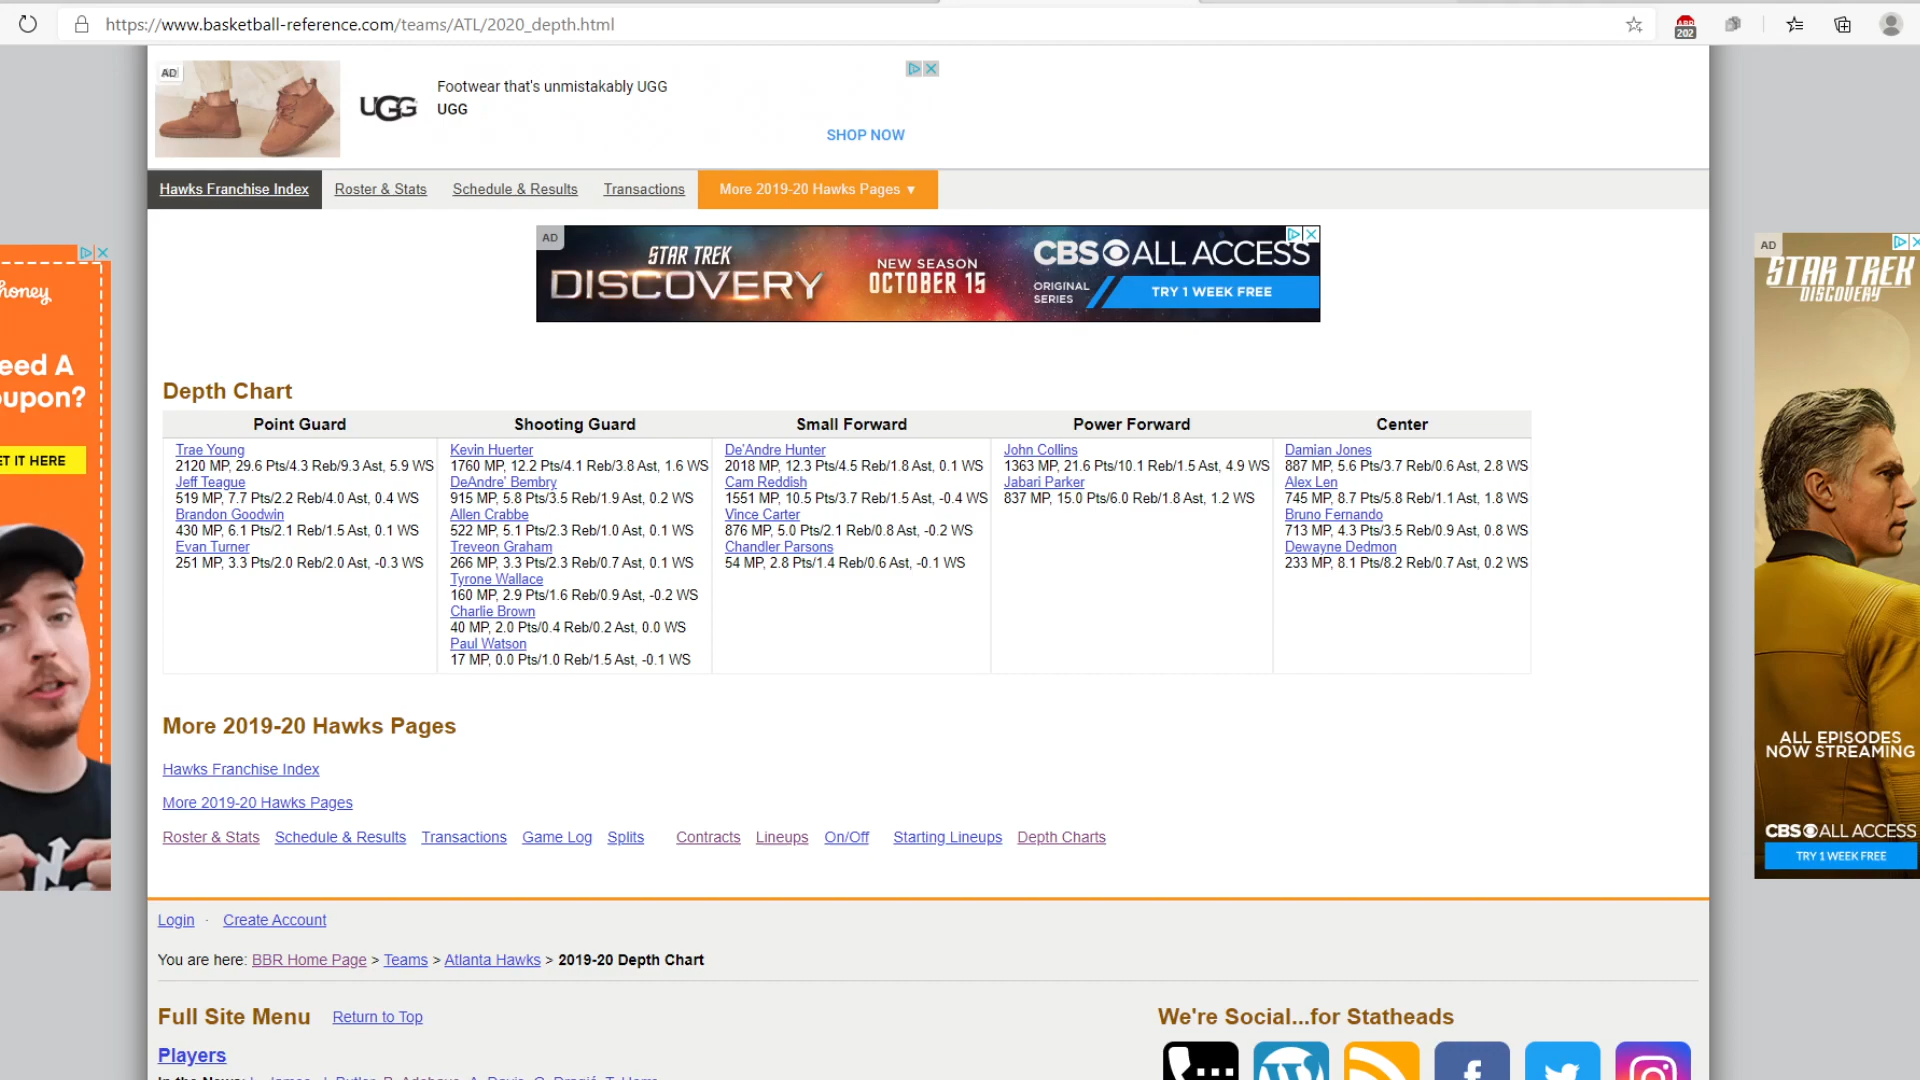 https://www.basketball-reference.com/teams/ATL/2020_depth.html
202
AD
Footwear that's unmistakably UGG
UGG
UGG
SHOP NOW
Hawks Franchise Index Roster & Stats Schedule & Results Transactions More 2019-20 Hawks Pages ▼
AD
STAR TREK
DISCOVERY
NEW SEASON
OCTOBER 15
CBS ALL ACCESS
ORIGINAL
SERIES
TRY 1 WEEK FREE
honey
eed A
oupon?
ET IT HERE
AD
STAR TREK
DISCOVERY
ALL EPISODES
NOW STREAMING
CBS ALL ACCESS
TRY 1 WEEK FREE
Depth Chart
Point Guard Shooting Guard Small Forward Power Forward Center
Trae Young Kevin Huerter De'Andre Hunter John Collins Damian Jones
2120 MP, 29.6 Pts/4.3 Reb/9.3 Ast, 5.9 WS 1760 MP, 12.2 Pts/4.1 Reb/3.8 Ast, 1.6 WS 2018 MP, 12.3 Pts/4.5 Reb/1.8 Ast, 0.1 WS 1363 MP, 21.6 Pts/10.1 Reb/1.5 Ast, 4.9 WS 887 MP, 5.6 Pts/3.7 Reb/0.6 Ast, 2.8 WS
Jeff Teague DeAndre' Bembry Cam Reddish Jabari Parker Alex Len
519 MP, 7.7 Pts/2.2 Reb/4.0 Ast, 0.4 WS 915 MP, 5.8 Pts/3.5 Reb/1.9 Ast, 0.2 WS 1551 MP, 10.5 Pts/3.7 Reb/1.5 Ast, -0.4 WS 837 MP, 15.0 Pts/6.0 Reb/1.8 Ast, 1.2 WS 745 MP, 8.7 Pts/5.8 Reb/1.1 Ast, 1.8 WS
Brandon Goodwin Allen Crabbe Vince Carter Bruno Fernando
430 MP, 6.1 Pts/2.1 Reb/1.5 Ast, 0.1 WS 522 MP, 5.1 Pts/2.3 Reb/1.0 Ast, 0.1 WS 876 MP, 5.0 Pts/2.1 Reb/0.8 Ast, -0.2 WS 713 MP, 4.3 Pts/3.5 Reb/0.9 Ast, 0.8 WS
Evan Turner Treveon Graham Chandler Parsons Dewayne Dedmon
251 MP, 3.3 Pts/2.0 Reb/2.0 Ast, -0.3 WS 266 MP, 3.3 Pts/2.3 Reb/0.7 Ast, 0.1 WS 54 MP, 2.8 Pts/1.4 Reb/0.6 Ast, -0.1 WS 233 MP, 8.1 Pts/8.2 Reb/0.7 Ast, 0.2 WS
Tyrone Wallace
160 MP, 2.9 Pts/1.6 Reb/0.9 Ast, -0.2 WS
Charlie Brown
40 MP, 2.0 Pts/0.4 Reb/0.2 Ast, 0.0 WS
Paul Watson
17 MP, 0.0 Pts/1.0 Reb/1.5 Ast, -0.1 WS
More 2019-20 Hawks Pages
Hawks Franchise Index
More 2019-20 Hawks Pages
Roster & Stats Schedule & Results Transactions Game Log Splits Contracts Lineups On/Off Starting Lineups Depth Charts
Login · Create Account
You are here: BBR Home Page > Teams > Atlanta Hawks > 2019-20 Depth Chart
Full Site Menu Return to Top
We're Social...for Statheads
Players